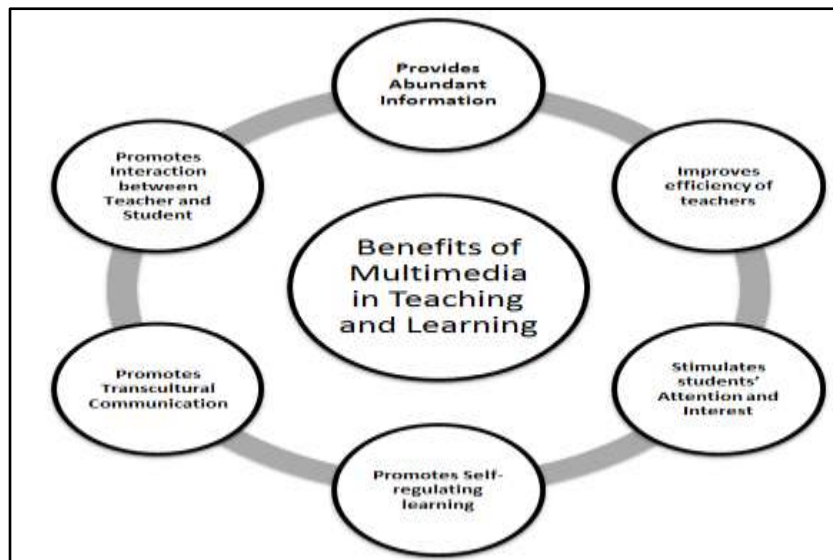 Provides
Abundant
Information
Improves
efficiency of
teachers
Stimulates
students’
Attention and
Interest
Promotes Self-
regulating
learning
Promotes
Transcultural
Communication
Promotes
Interaction
between
Teacher and
Student
Benefits of
Multimedia
in Teaching
and Learning